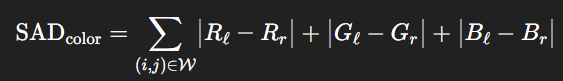 SAD_color = ∑_{(i,j)∈𝒲} |R_ℓ − R_r| + |G_ℓ − G_r| + |B_ℓ − B_r|